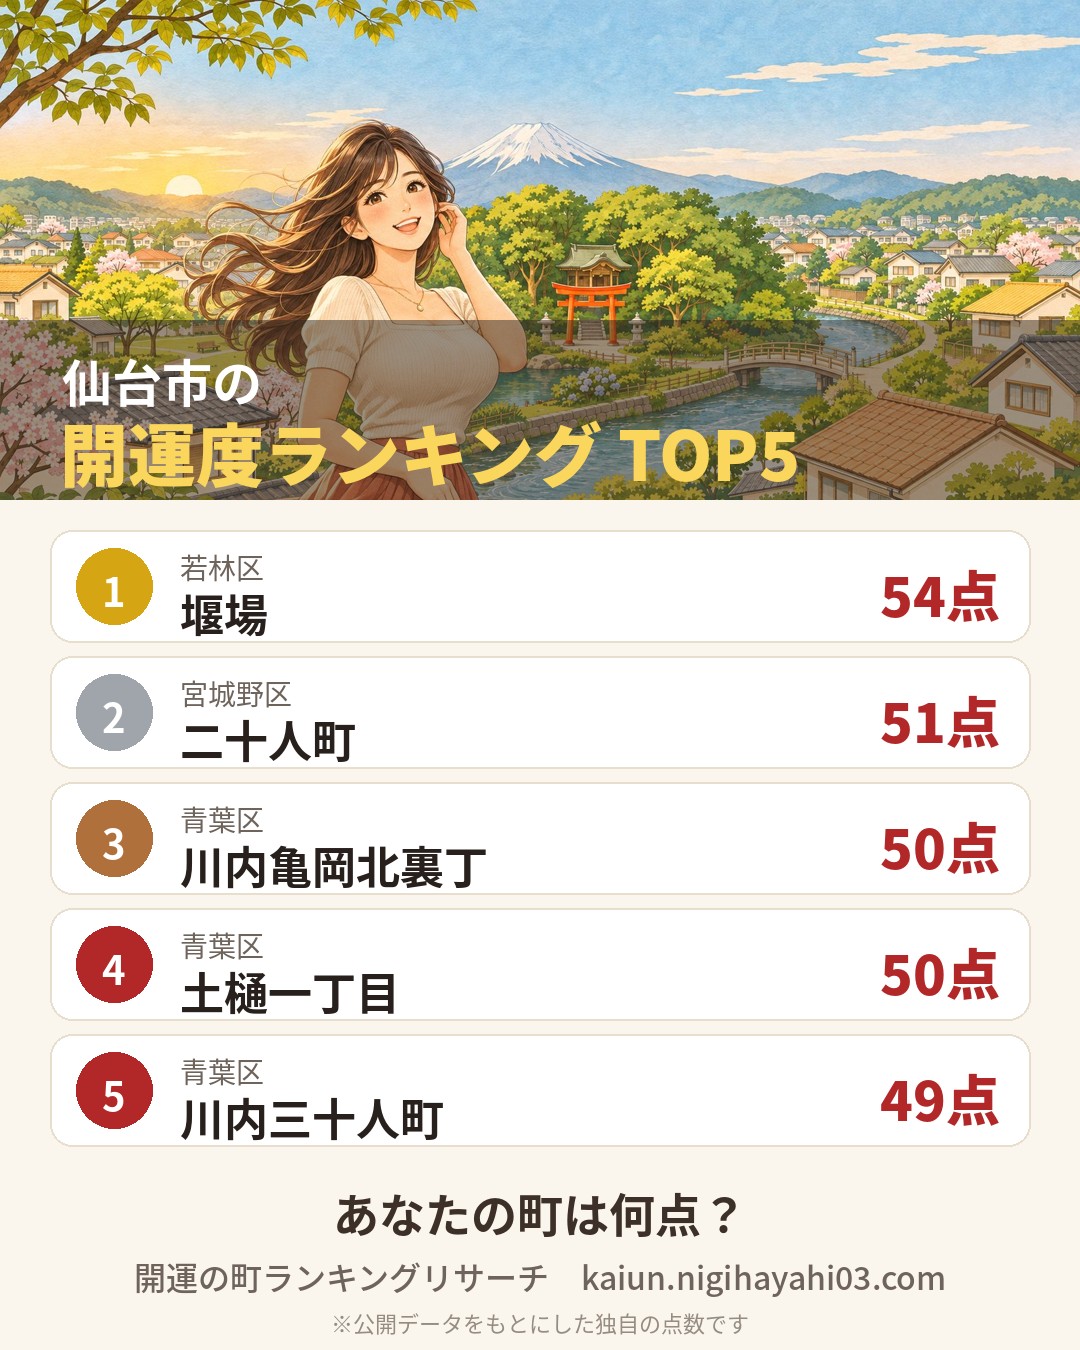 仙台市の
開運度ランキング TOP5
1
若林区
堰場
54点
2
宮城野区
二十人町
51点
3
青葉区
川内亀岡北裏丁
50点
4
青葉区
土樋一丁目
50点
5
青葉区
川内三十人町
49点
あなたの町は何点？
開運の町ランキングリサーチ　kaiun.nigihayahi03.com
※公開データをもとにした独自の点数です